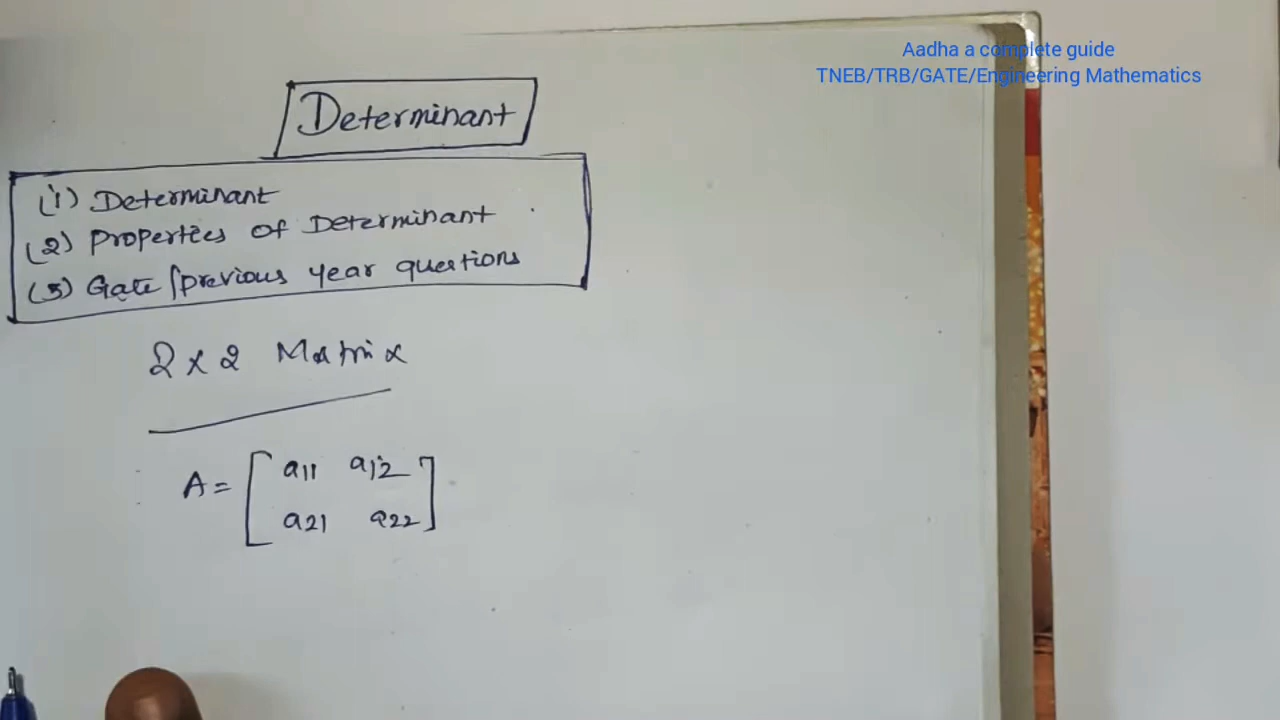 Aadha a complete guide
TNEB/TRB/GATE/Engineering Mathematics
Determinant
(1) Determinant
(2) Properties of Determinant
(3) Gate/previous year questions
2 x 2 Matrix
A = [ a11 a12
a21 a22 ]